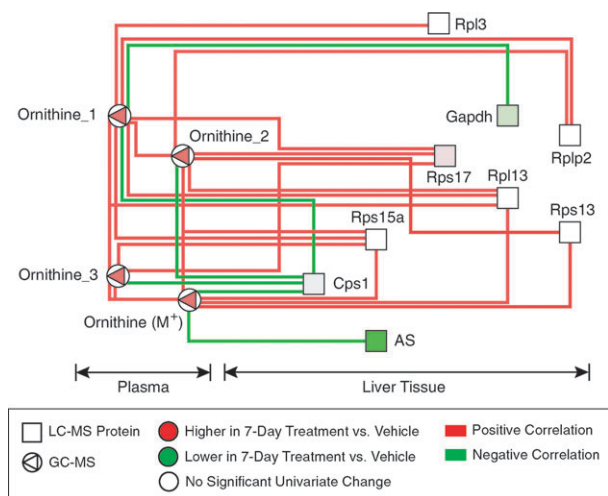 Rpl3
Ornithine_1
Gapdh
Ornithine_2
Rplp2
Rps17
Rpl13
Rps15a
Rps13
Ornithine_3
Cps1
Ornithine (M+)
AS
Plasma
Liver Tissue
LC-MS Protein
Higher in 7-Day Treatment vs. Vehicle
Positive Correlation
GC-MS
Lower in 7-Day Treatment vs. Vehicle
Negative Correlation
No Significant Univariate Change